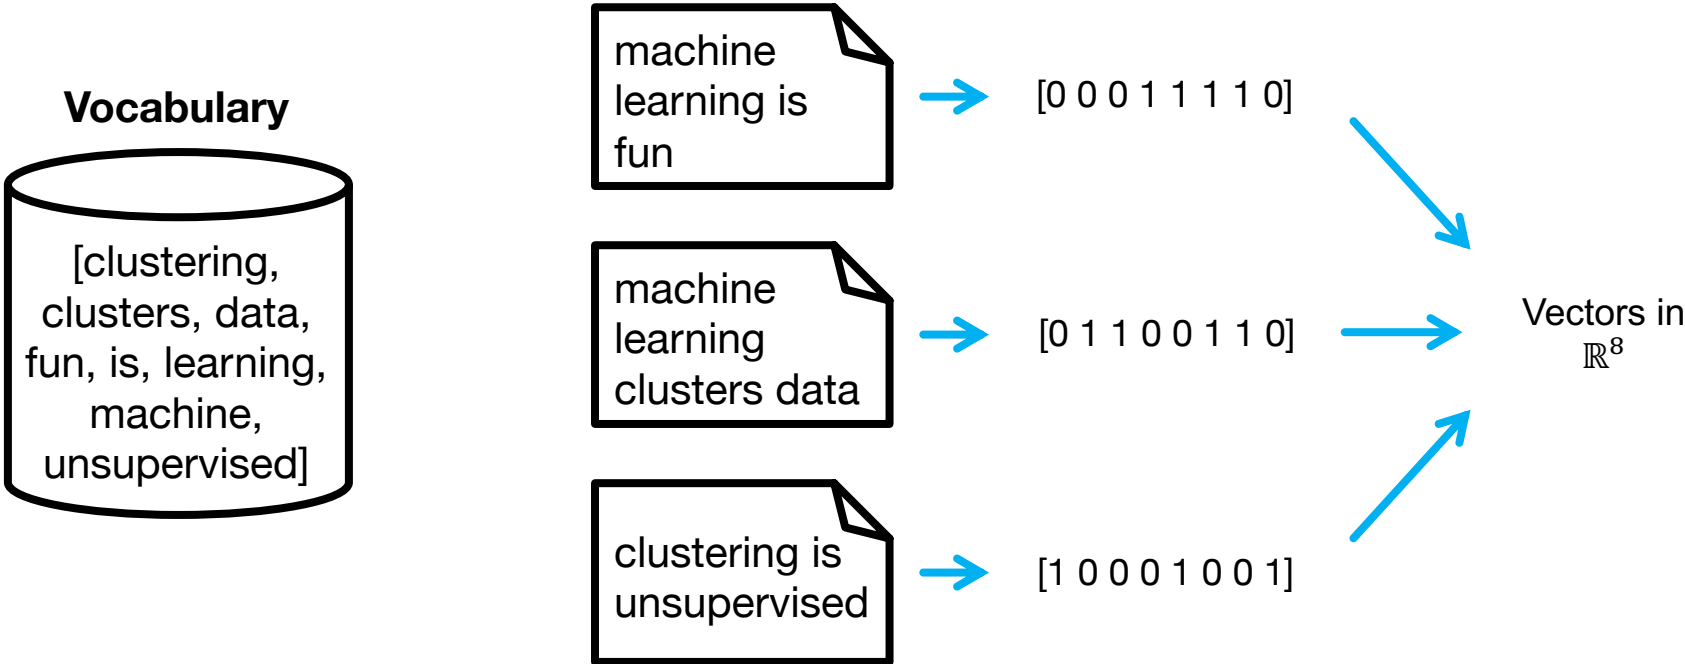 Vocabulary
[clustering,
clusters, data,
fun, is, learning,
machine,
unsupervised]
machine
learning is
fun
[0 0 0 1 1 1 1 0]
machine
learning
clusters data
[0 1 1 0 0 1 1 0]
clustering is
unsupervised
[1 0 0 0 1 0 0 1]
Vectors in
ℝ⁸